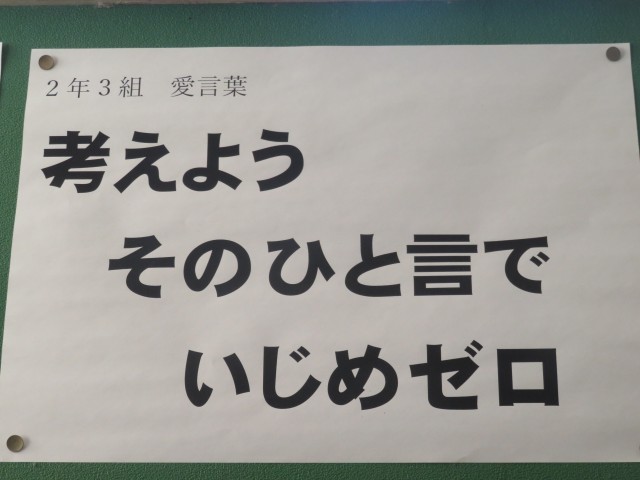 ２年３組　愛言葉
考えよう
そのひと言で
いじめゼロ